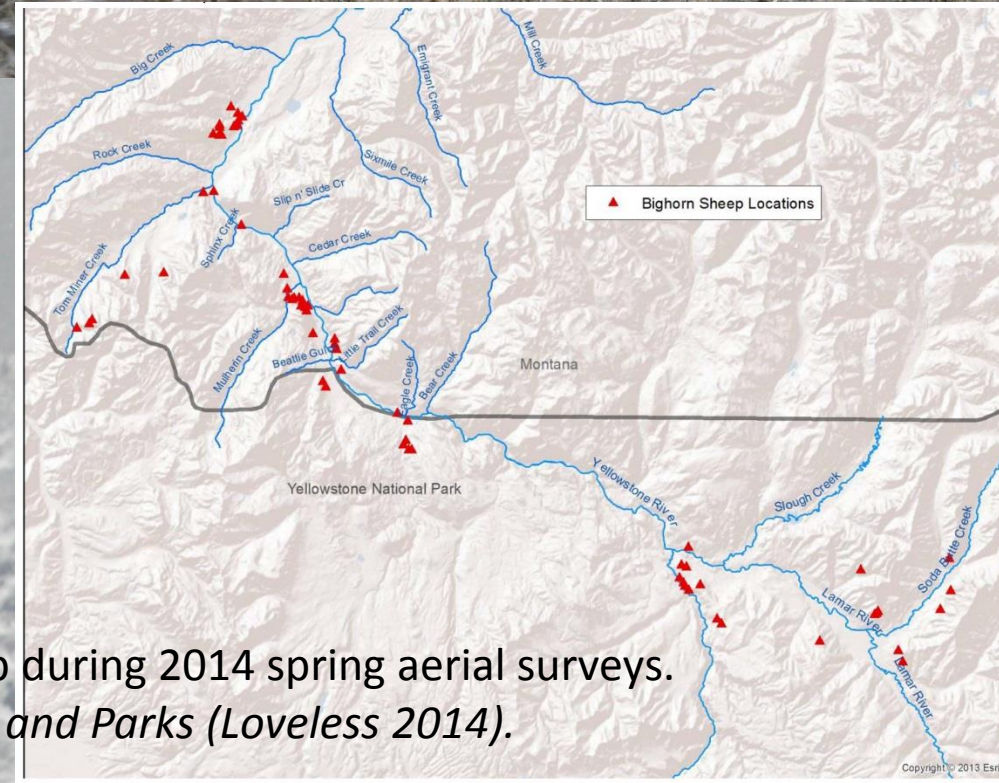 Big Creek
Emigrant Creek
Mill Creek
Rock Creek
Sixmile Creek
Slip n' Slide Cr
Bighorn Sheep Locations
Sphinx Creek
Cedar Creek
Tom Miner Creek
Mulherin Creek
Beattie
Little Trail Creek
Eagle Creek
Bear Creek
Montana
Yellowstone National Park
Yellowstone River
Slough Creek
Soda Butte Creek
Lamar River
Lamar River
during 2014 spring aerial surveys.
and Parks (Loveless 2014).
Copyright © 2013 Esri